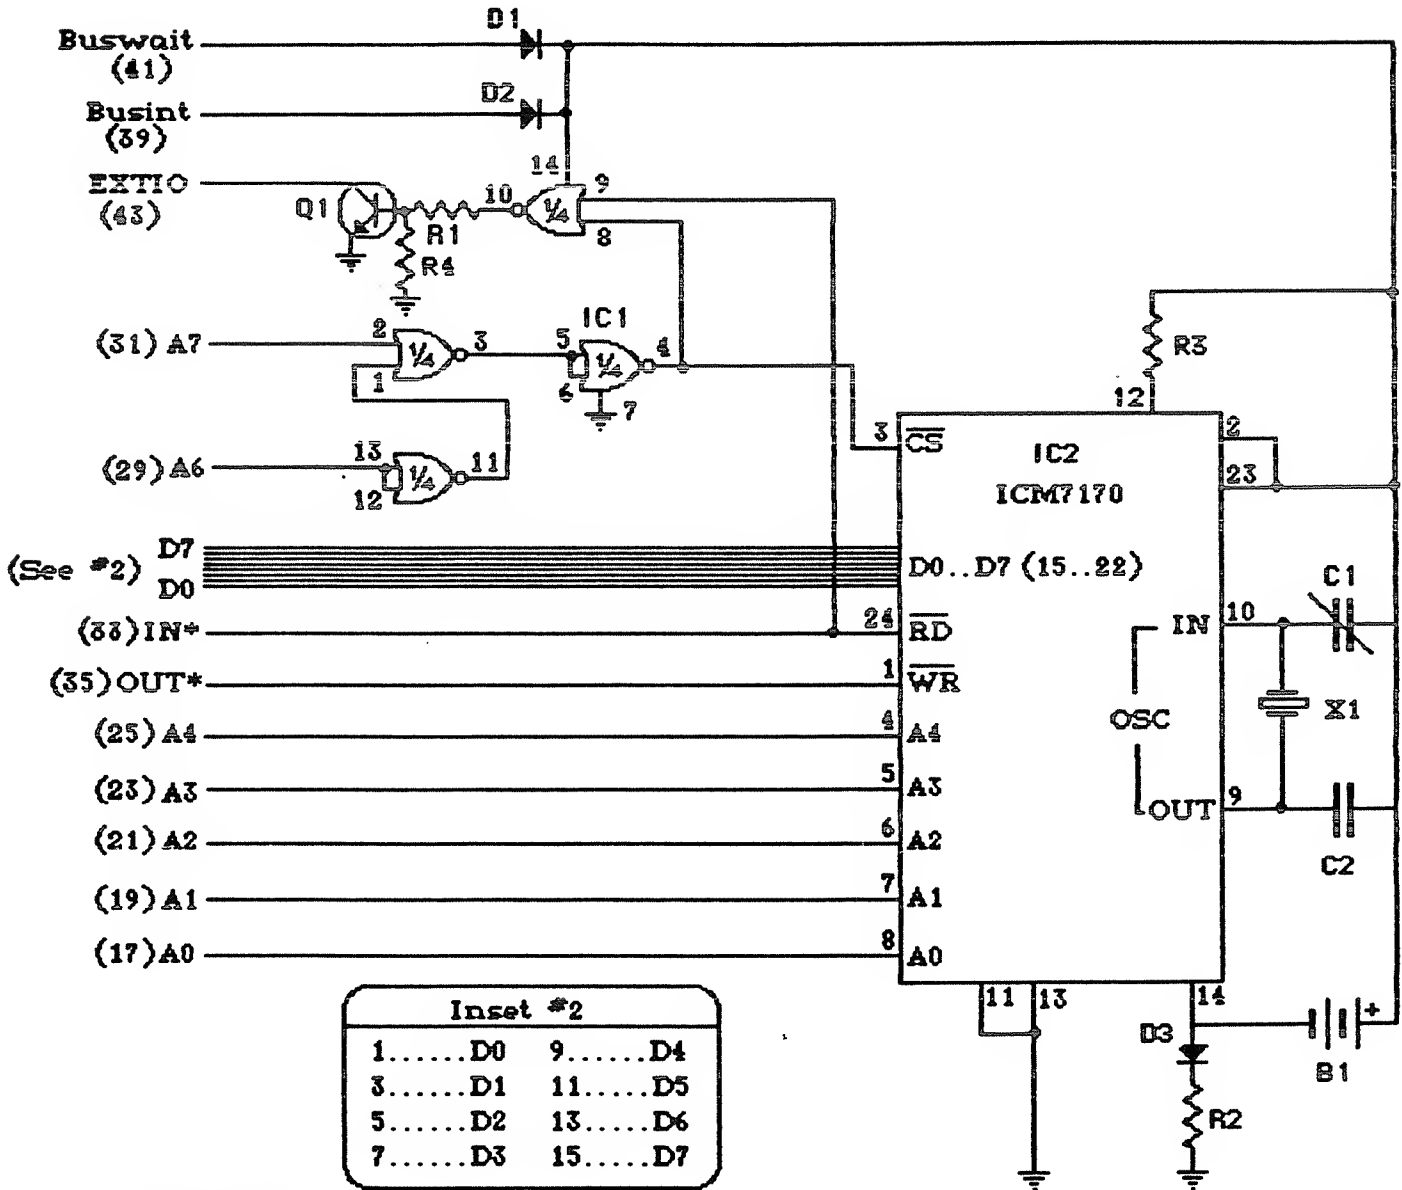 D1
Buswait
(41)
D2
Busint
(39)
14
EXTIO
(43)
Q1
10
1/4
9
8
R1
R4
IC1
(31) A7
2
1/4
3
1
5
1/4
4
6
7
R3
12
(29) A6
13
1/4
11
12
3
CS
IC2
ICM7170
2
23
(See #2)
D7
D0
D0..D7 (15..22)
C1
(33) IN*
24
RD
IN
10
(35) OUT*
1
WR
OSC
X1
(25) A4
4
A4
(23) A3
5
A3
OUT
9
(21) A2
6
A2
C2
(19) A1
7
A1
(17) A0
8
A0
11
13
14
D3
+
B1
R2
Inset #2
1......D0 9......D4
3......D1 11.....D5
5......D2 13.....D6
7......D3 15.....D7